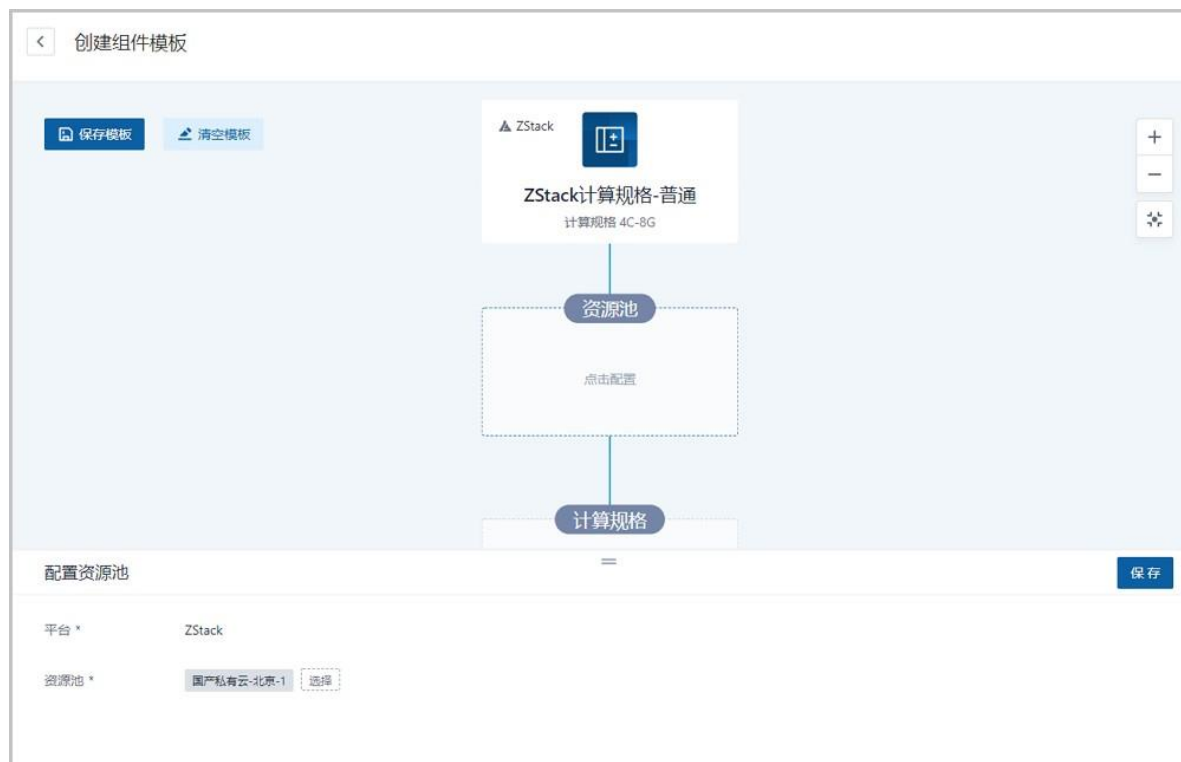 创建组件模板
保存模板
清空模板
ZStack
ZStack计算规格-普通
计算规格 4C-8G
资源池
点击配置
计算规格
配置资源池
保存
平台 * ZStack
资源池 * 国产私有云-北京-1 选择